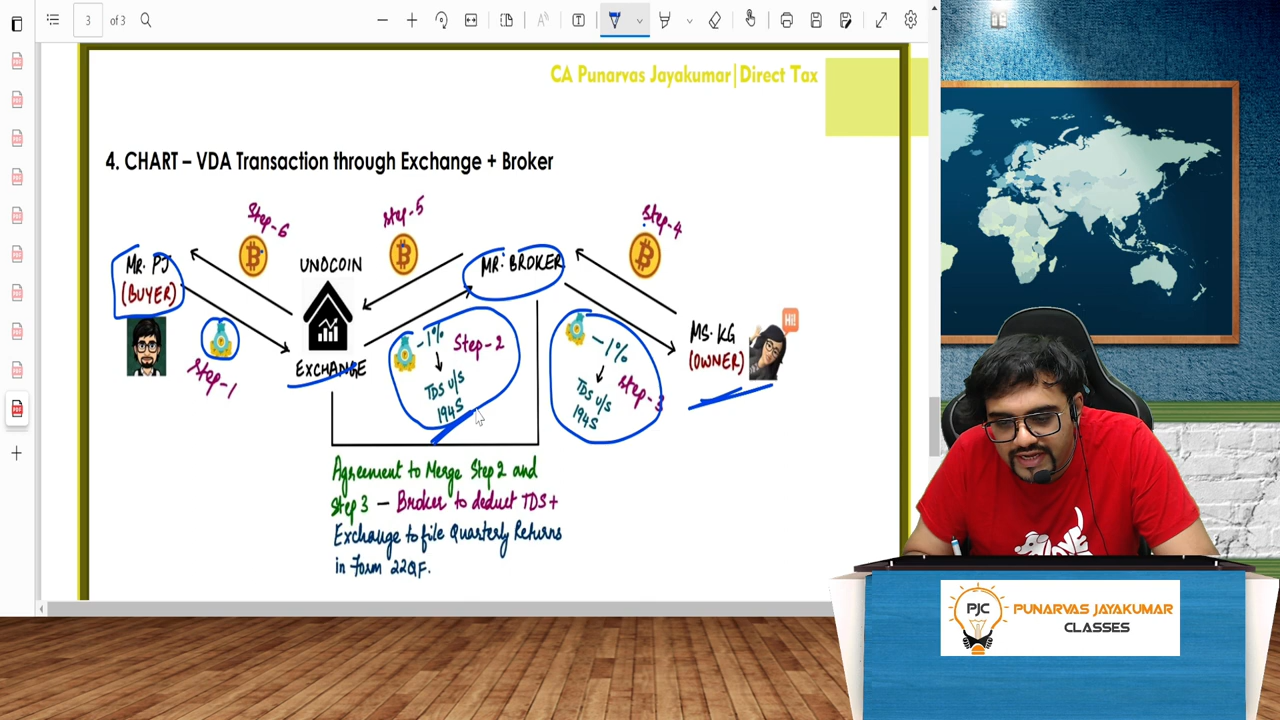 3 of 3
CA Punarvas Jayakumar|Direct Tax
4. CHART – VDA Transaction through Exchange + Broker
Step-6
Step-5
Step-4
MR. PJ
(BUYER)
UNOCOIN
MR. BROKER
MS. KG
(OWNER)
Hi!
Step-1
EXCHANGE
-1%
Step-2
TDS u/s
194S
-1%
Step-3
TDS u/s
194S
Agreement to Merge Step 2 and
Step 3 – Broker to deduct TDS +
Exchange to file Quarterly Returns
in Form 22QF.
PJC
PUNARVAS JAYAKUMAR
CLASSES